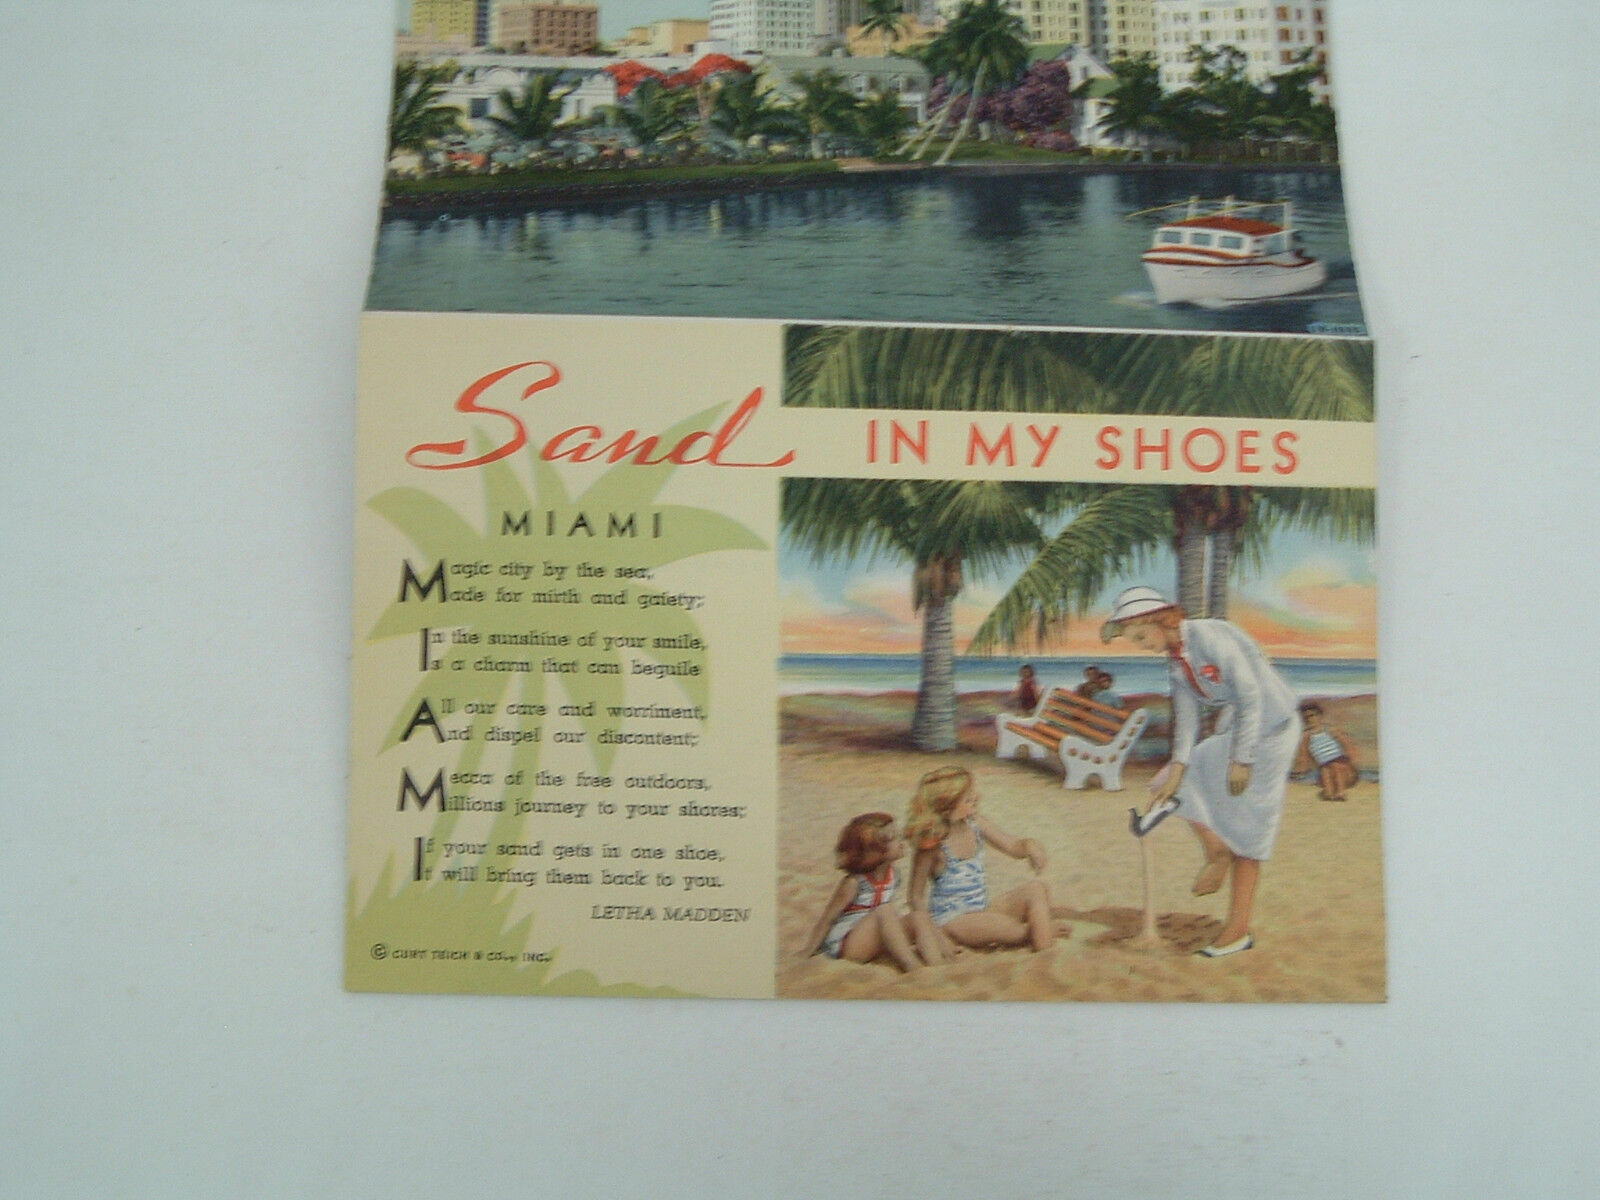 Sand IN MY SHOES
MIAMI
Magic city by the sea,
Made for mirth and gaiety;
In the sunshine of your smile,
Is a charm that can beguile
All our care and worriment,
And dispel our discontent;
Mecca of the free outdoors,
Millions journey to your shores;
If your sand gets in one shoe,
It will bring them back to you.
LETHA MADDEN
© CURT TEICH & CO., INC.